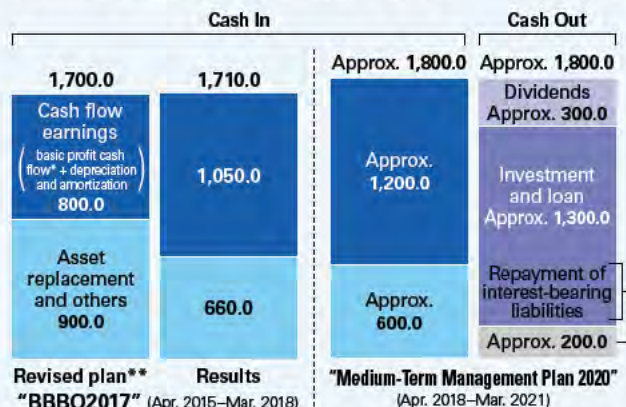 Cash In
Cash Out
1,700.0
1,710.0
Approx. 1,800.0
Approx. 1,800.0
Cash flow
earnings
(basic profit cash
flow* + depreciation
and amortization)
800.0
Asset
replacement
and others
900.0
1,050.0
660.0
Approx.
1,200.0
Approx.
600.0
Dividends
Approx. 300.0
Investment
and loan
Approx. 1,300.0
Repayment of
interest-bearing
liabilities
Approx. 200.0
Revised plan**
Results
"BBBO2017" (Apr. 2015–Mar. 2018)
"Medium-Term Management Plan 2020"
(Apr. 2018–Mar. 2021)